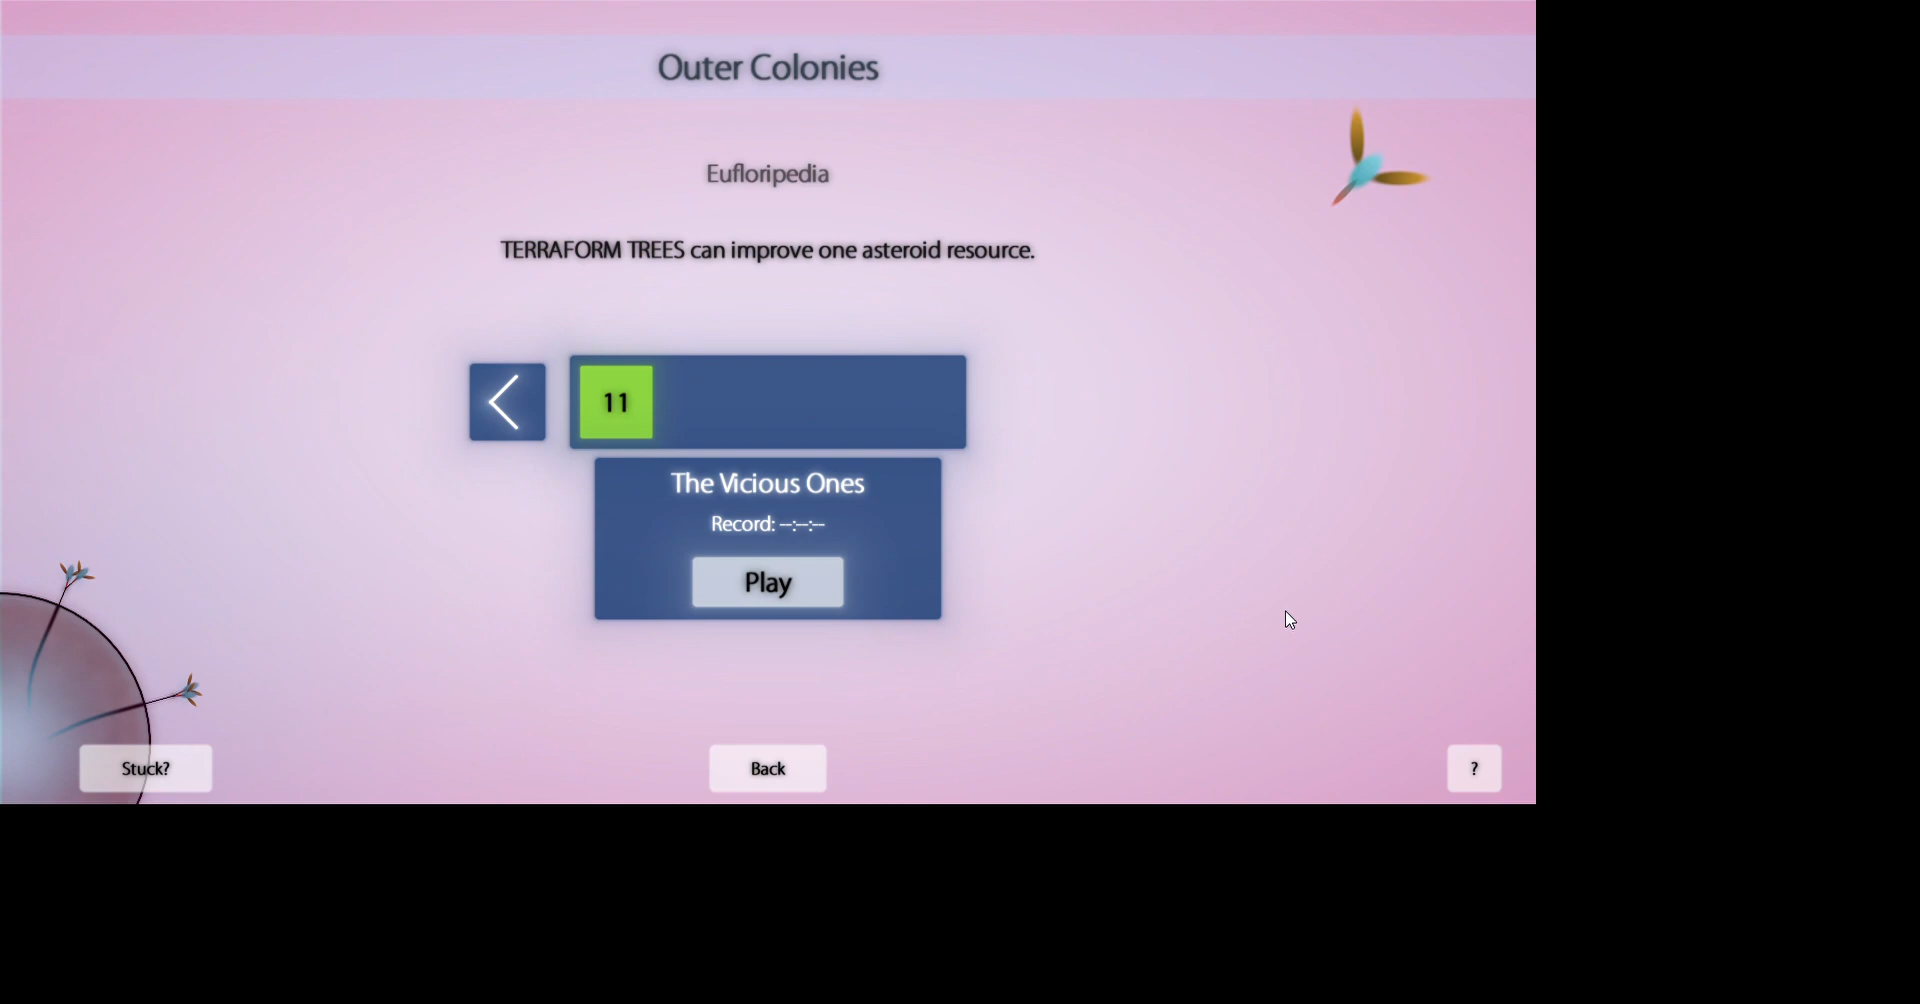 Outer Colonies
Eufloripedia
TERRAFORM TREES can improve one asteroid resource.
11
The Vicious Ones
Record: --:--:--
Play
Stuck?
Back
?